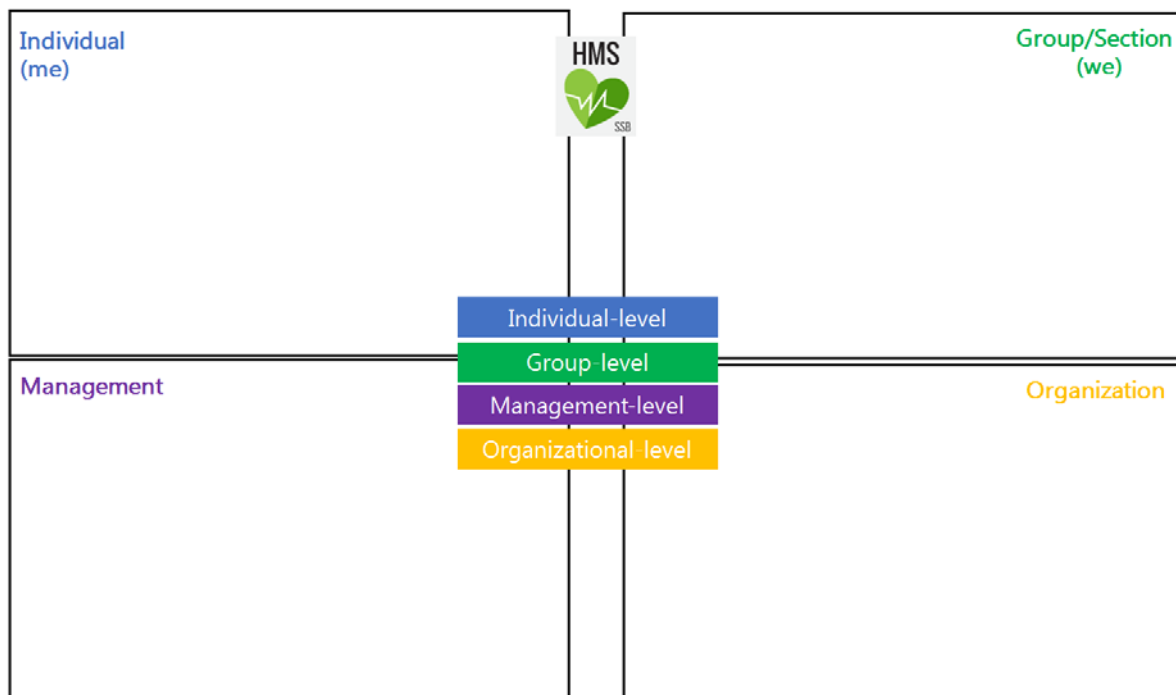 Individual
(me)
HMS
SSB
Group/Section
(we)
Individual-level
Group-level
Management-level
Organizational-level
Management
Organization